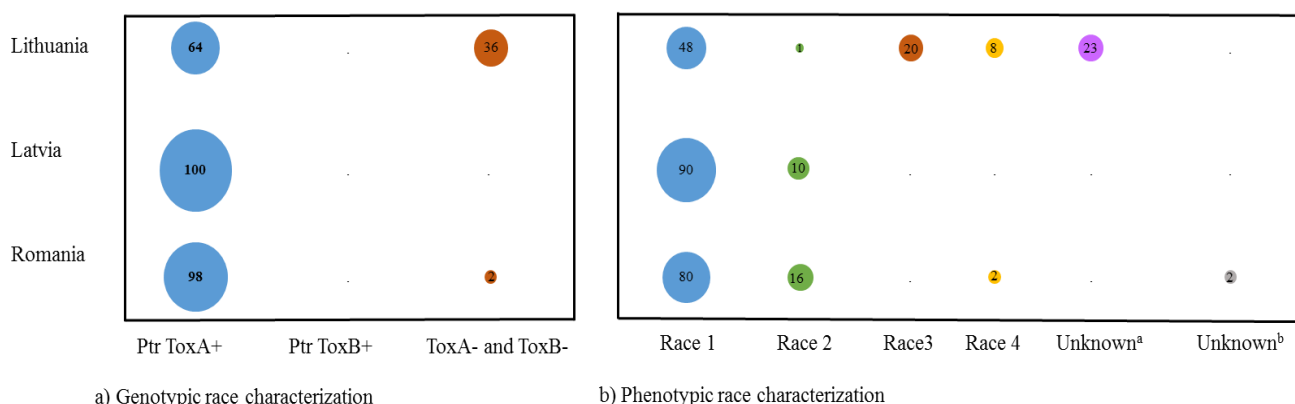 Lithuania 64 . 36 48 1 20 8 23 .
Latvia 100 . . 90 10 . . . .
Romania 98 . 2 80 16 . 2 . 2
Ptr ToxA+ Ptr ToxB+ ToxA- and ToxB- Race 1 Race 2 Race3 Race 4 Unknownᵃ Unknownᵇ
a) Genotypic race characterization b) Phenotypic race characterization